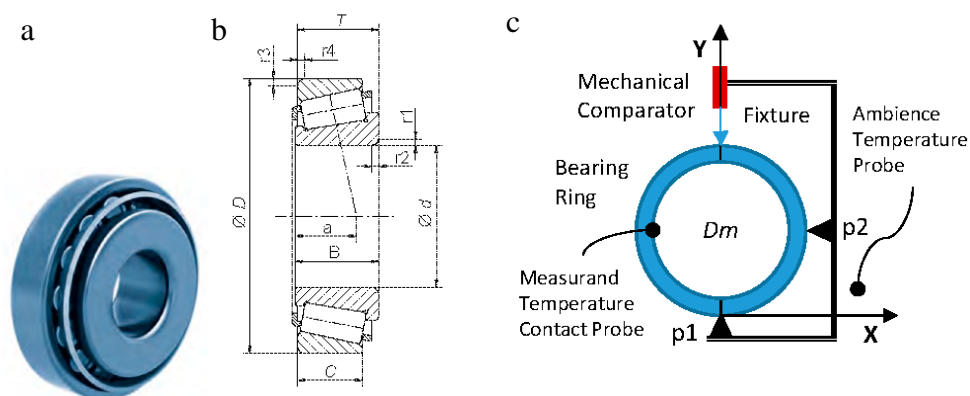 a
b
c
T
r3
r4
r1
r2
Ø D
Ø d
a
B
C
Y
Mechanical
Comparator
Fixture
Ambience
Temperature
Probe
Bearing
Ring
Dm
p2
Measurand
Temperature
Contact Probe
p1
X